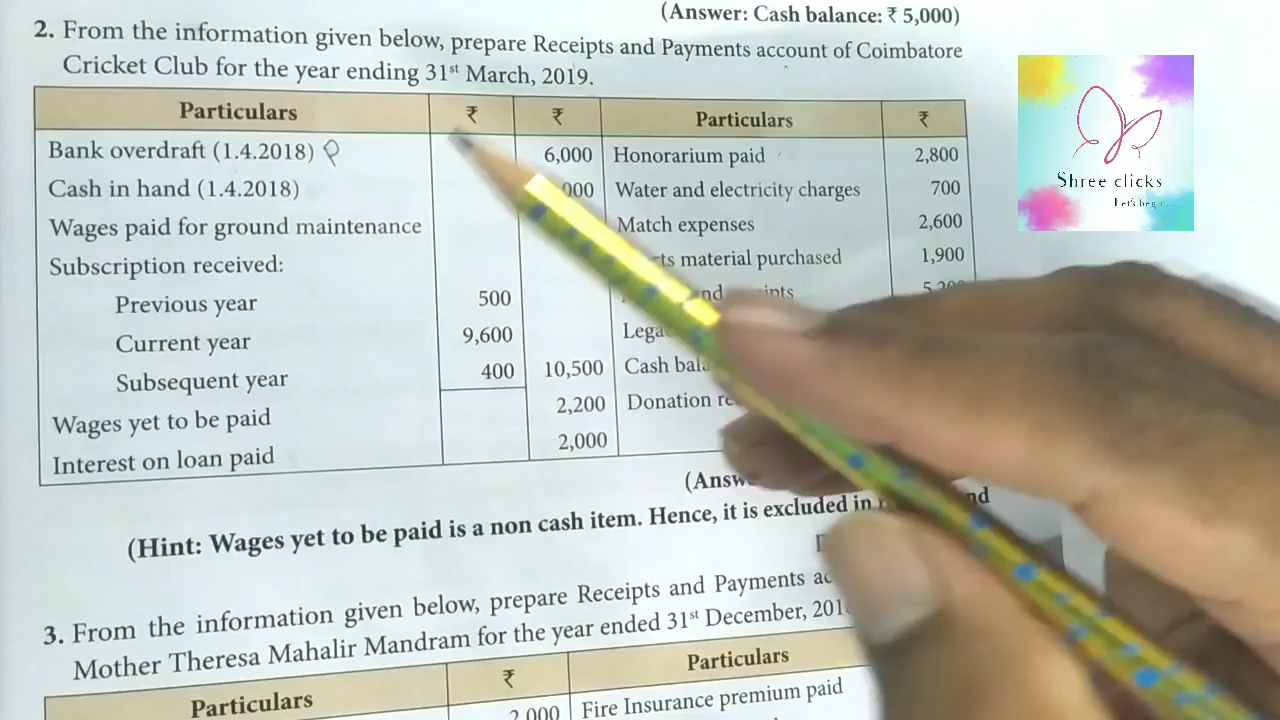 (Answer: Cash balance: ₹ 5,000)
2. From the information given below, prepare Receipts and Payments account of Coimbatore
Cricket Club for the year ending 31st March, 2019.
Particulars ₹ ₹ Particulars ₹
Bank overdraft (1.4.2018) 6,000 Honorarium paid 2,800
Cash in hand (1.4.2018) 000 Water and electricity charges 700
Wages paid for ground maintenance Match expenses 2,600
Subscription received: material purchased 1,900
Previous year 500
Current year 9,600
Subsequent year 400 10,500 Cash
Wages yet to be paid 2,200 Donation
Interest on loan paid 2,000
(Hint: Wages yet to be paid is a non cash item. Hence, it is excluded in
3. From the information given below, prepare Receipts and Payments
Mother Theresa Mahalir Mandram for the year ended 31st December,
Particulars ₹ Particulars
2,000 Fire Insurance premium paid
Shree clicks